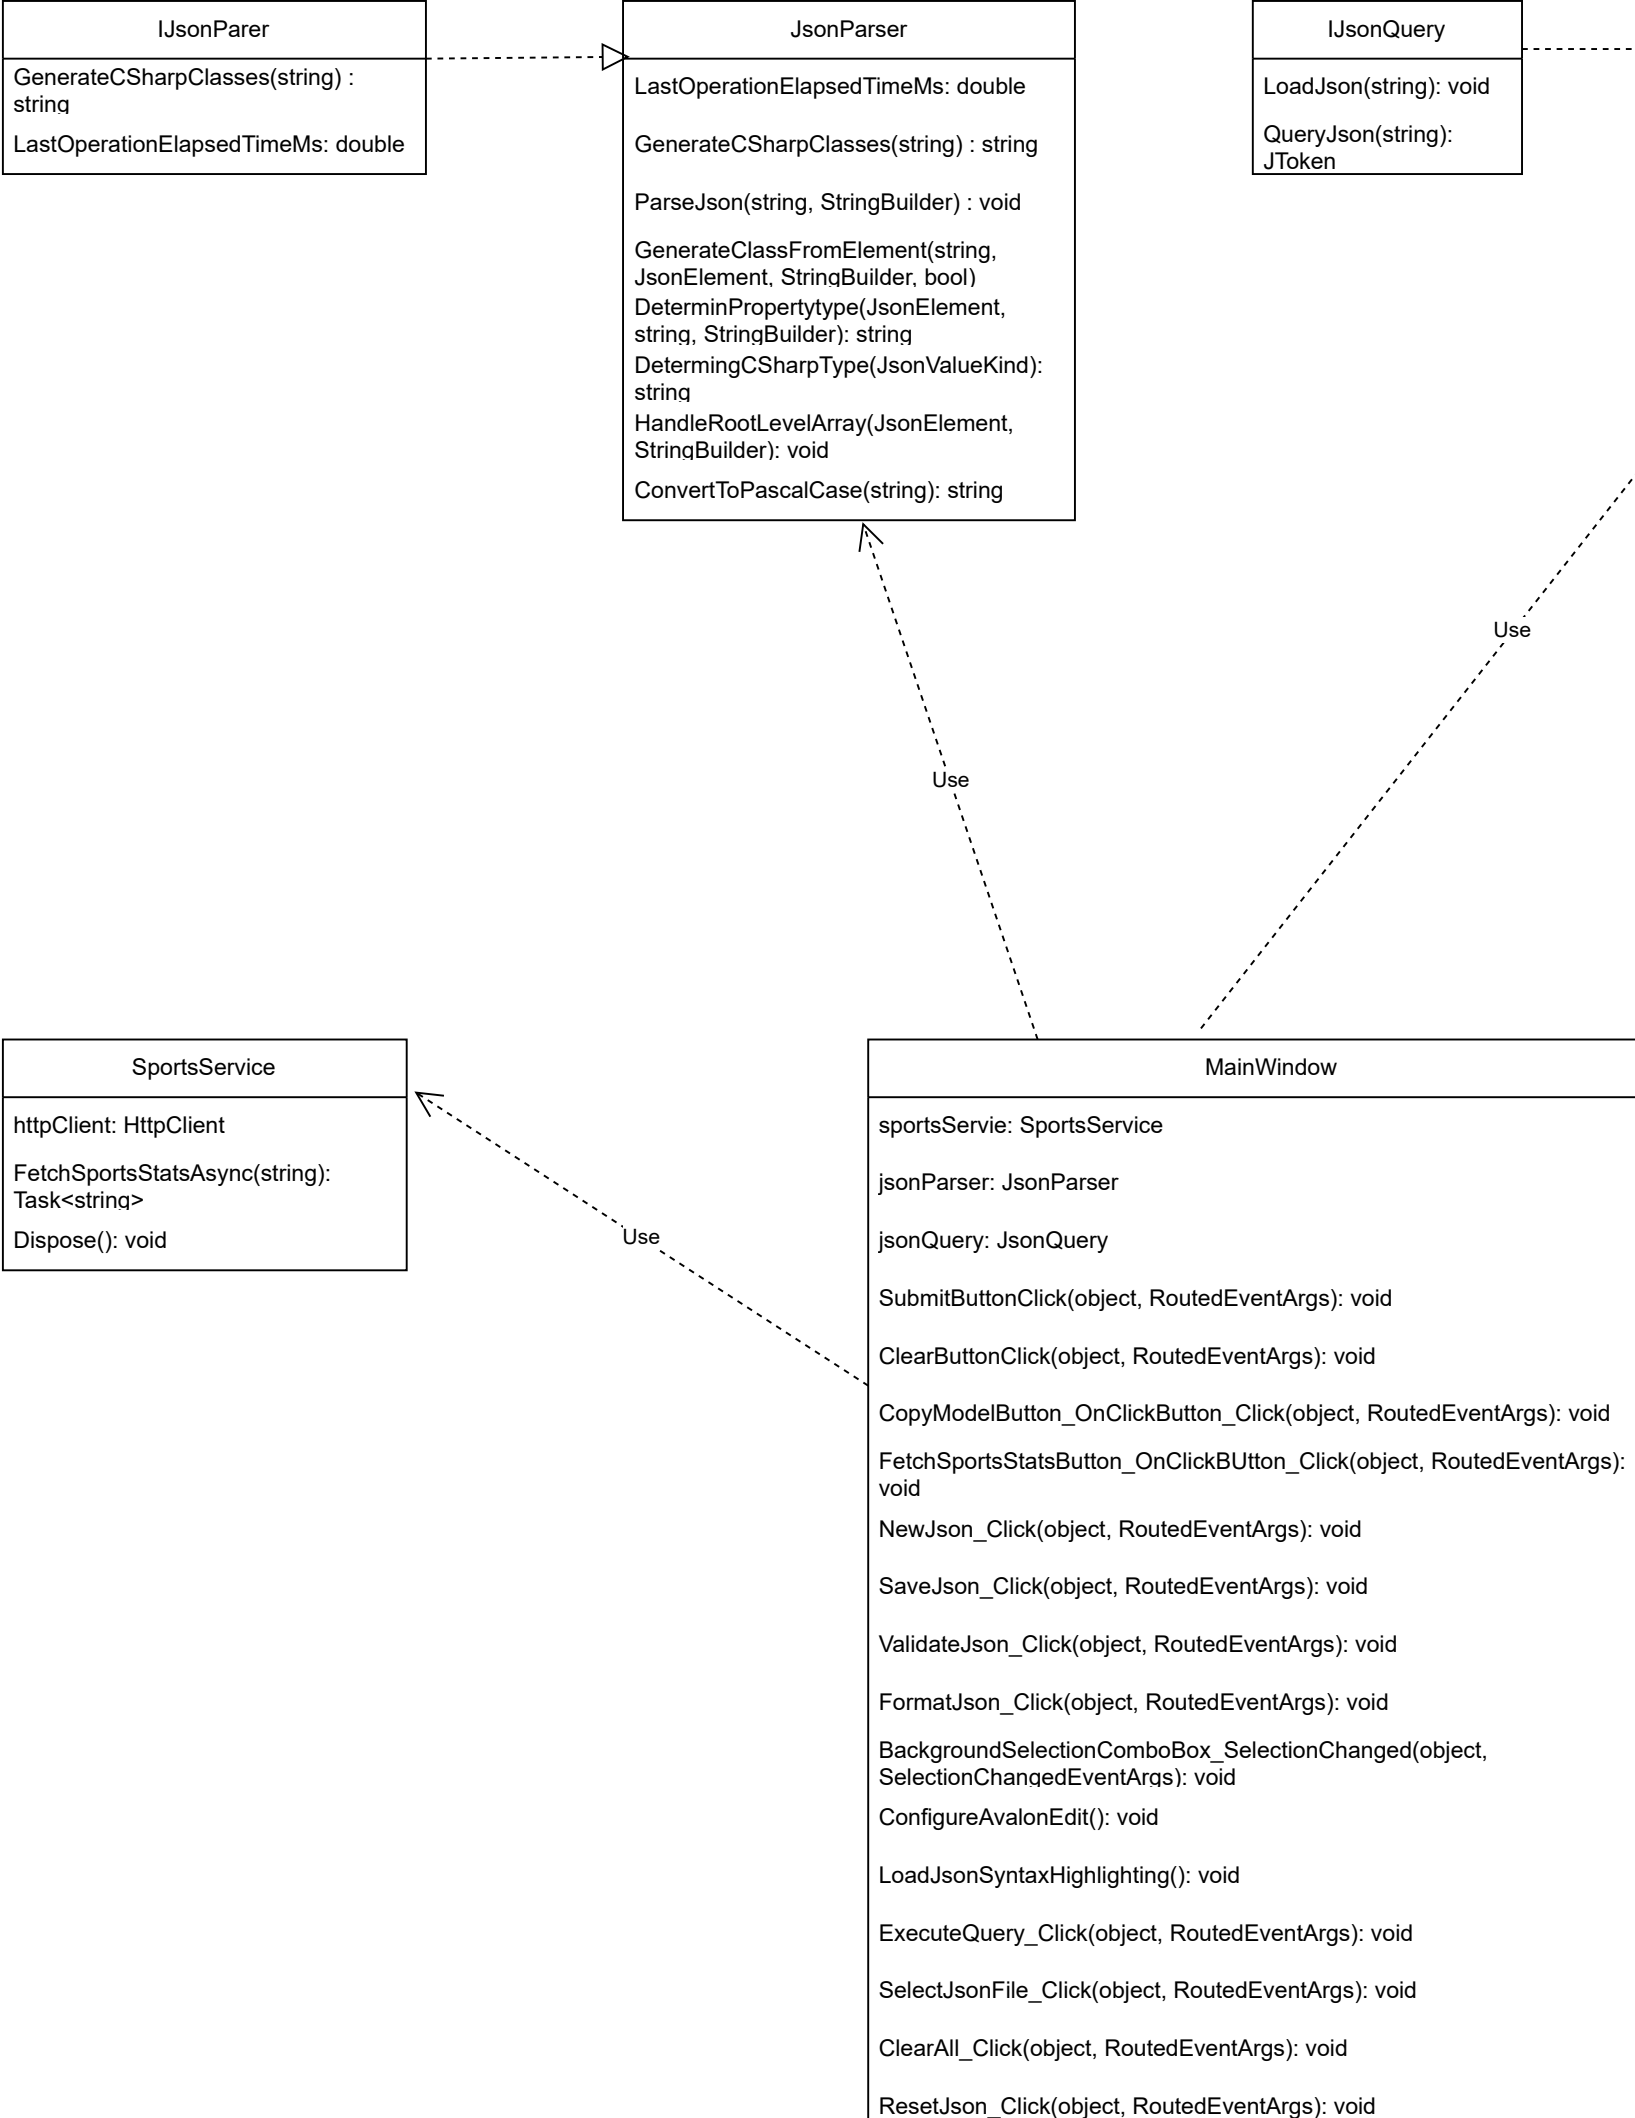 IJsonParer
GenerateCSharpClasses(string) :
string
LastOperationElapsedTimeMs: double
JsonParser
LastOperationElapsedTimeMs: double
GenerateCSharpClasses(string) : string
ParseJson(string, StringBuilder) : void
GenerateClassFromElement(string,
JsonElement, StringBuilder, bool)
DeterminPropertytype(JsonElement,
string, StringBuilder): string
DetermingCSharpType(JsonValueKind):
string
HandleRootLevelArray(JsonElement,
StringBuilder): void
ConvertToPascalCase(string): string
IJsonQuery
LoadJson(string): void
QueryJson(string):
JToken
Use
Use
SportsService
httpClient: HttpClient
FetchSportsStatsAsync(string):
Task<string>
Dispose(): void
Use
MainWindow
sportsServie: SportsService
jsonParser: JsonParser
jsonQuery: JsonQuery
SubmitButtonClick(object, RoutedEventArgs): void
ClearButtonClick(object, RoutedEventArgs): void
CopyModelButton_OnClickButton_Click(object, RoutedEventArgs): void
FetchSportsStatsButton_OnClickBUtton_Click(object, RoutedEventArgs):
void
NewJson_Click(object, RoutedEventArgs): void
SaveJson_Click(object, RoutedEventArgs): void
ValidateJson_Click(object, RoutedEventArgs): void
FormatJson_Click(object, RoutedEventArgs): void
BackgroundSelectionComboBox_SelectionChanged(object,
SelectionChangedEventArgs): void
ConfigureAvalonEdit(): void
LoadJsonSyntaxHighlighting(): void
ExecuteQuery_Click(object, RoutedEventArgs): void
SelectJsonFile_Click(object, RoutedEventArgs): void
ClearAll_Click(object, RoutedEventArgs): void
ResetJson_Click(object, RoutedEventArgs): void